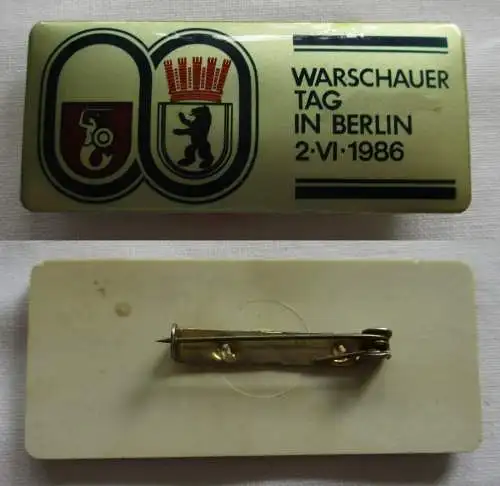 WARSCHAUER
TAG
IN BERLIN
2·VI·1986